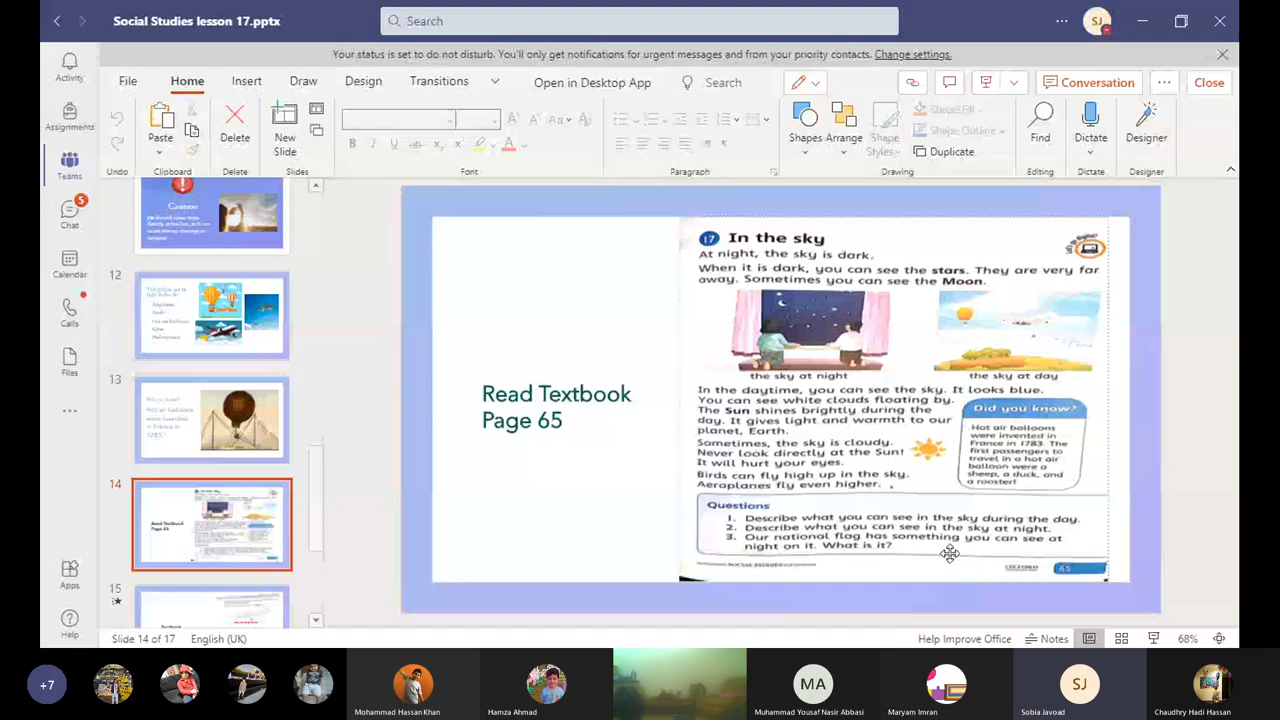 Social Studies lesson 17.pptx
Search
SJ
Your status is set to do not disturb. You'll only get notifications for urgent messages and from your priority contacts. Change settings.
File
Home
Insert
Draw
Design
Transitions
Open in Desktop App
Search
Conversation
Close
Paste
Delete
New
Slide
Shapes
Arrange
Shape
Styles
Shape Fill
Shape Outline
Duplicate
Find
Dictate
Designer
Undo
Clipboard
Delete
Slides
Font
Paragraph
Drawing
Editing
Dictate
Designer
Activity
Assignments
Teams
5
Chat
Calendar
Calls
Files
Apps
Help
Caution
12
13
14
Read Textbook
Page 65
15
Read Textbook
Page 65
17 In the sky
At night, the sky is dark.
When it is dark, you can see the stars. They are very far
away. Sometimes you can see the Moon.
the sky at night
the sky at day
In the daytime, you can see the sky. It looks blue.
You can see white clouds floating by.
The Sun shines brightly during the
day. It gives light and warmth to our
planet, Earth.
Sometimes, the sky is cloudy.
Never look directly at the Sun!
It will hurt your eyes.
Birds can fly high up in the sky.
Aeroplanes fly even higher.
Did you know?
Hot air balloons
were invented in
France in 1783. The
first passengers to
travel in a hot air
balloon were a
sheep, a duck, and
a rooster!
Questions
1. Describe what you can see in the sky during the day.
2. Describe what you can see in the sky at night.
3. Our national flag has something you can see at
night on it. What is it?
OXFORD
65
Slide 14 of 17
English (UK)
Help Improve Office
Notes
68%
+7
Mohammad Hassan Khan
Hamza Ahmad
MA
Muhammad Yousaf Nasir Abbasi
Maryam Imran
SJ
Sobia Javoad
Chaudhry Hadi Hassan